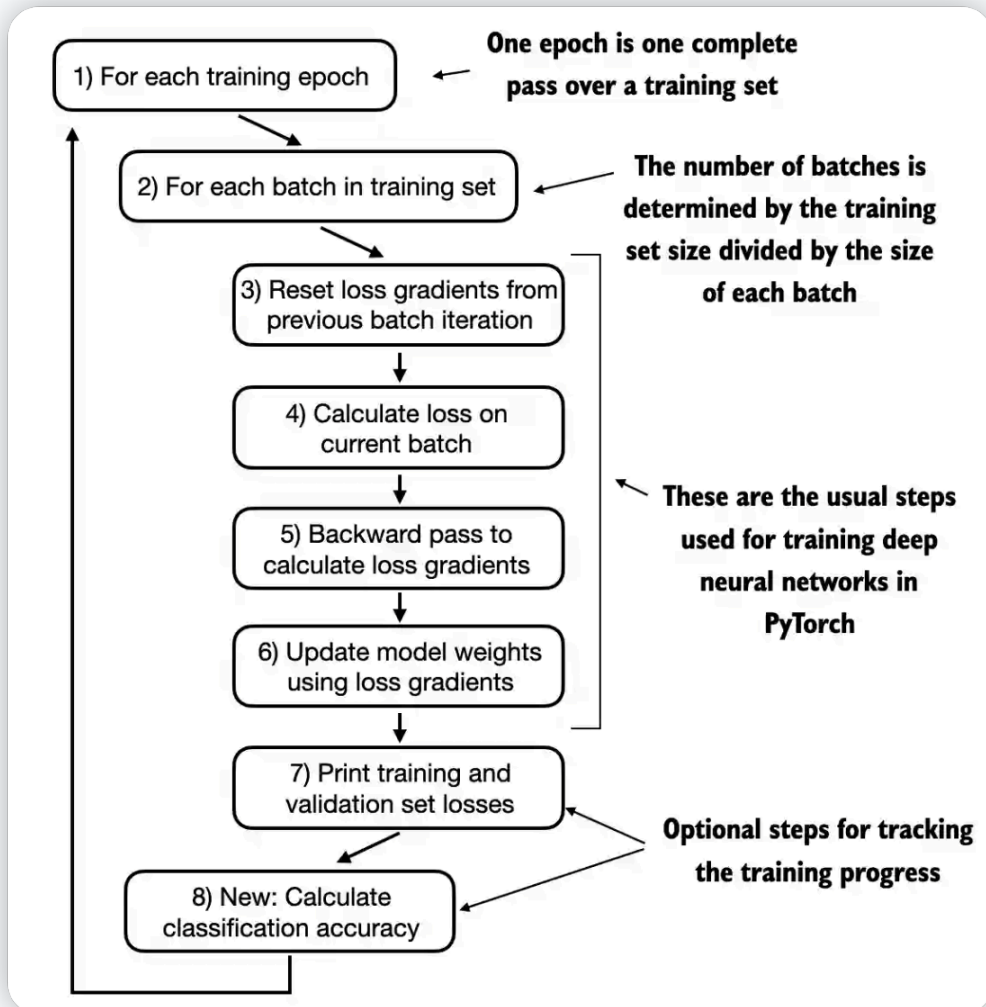 1) For each training epoch
One epoch is one complete
pass over a training set
2) For each batch in training set
The number of batches is
determined by the training
set size divided by the size
of each batch
3) Reset loss gradients from
previous batch iteration
4) Calculate loss on
current batch
5) Backward pass to
calculate loss gradients
6) Update model weights
using loss gradients
These are the usual steps
used for training deep
neural networks in
PyTorch
7) Print training and
validation set losses
8) New: Calculate
classification accuracy
Optional steps for tracking
the training progress